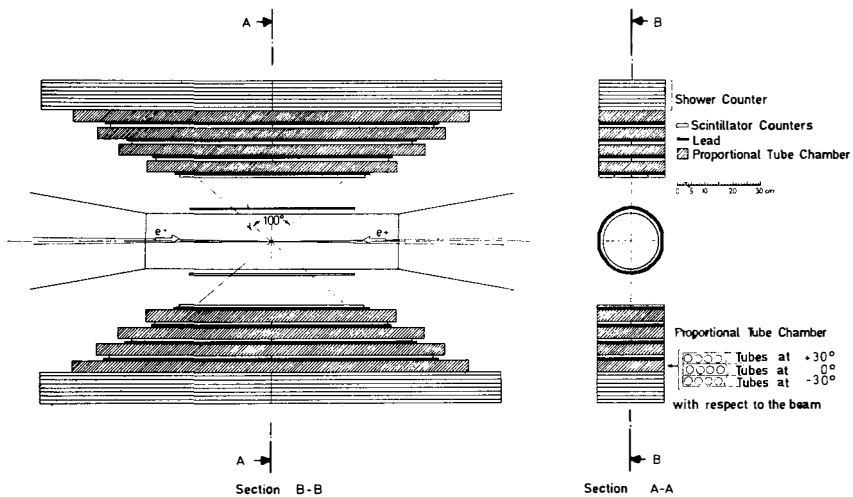 A
B
Shower Counter
Scintillator Counters
Lead
Proportional Tube Chamber
0 5 10 20 30 cm
100°
e⁺
e⁻
Proportional Tube Chamber
Tubes at +30°
Tubes at 0°
Tubes at -30°
with respect to the beam
A
B
Section B-B
Section A-A